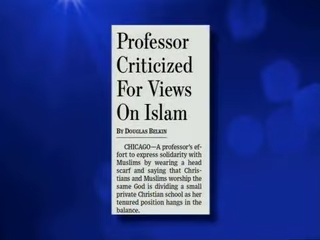 Professor
Criticized
For Views
On Islam
BY DOUGLAS BELKIN
CHICAGO—A professor's ef-
fort to express solidarity with
Muslims by wearing a head
scarf and saying that Chris-
tians and Muslims worship the
same God is dividing a small
private Christian school as her
tenured position hangs in the
balance.